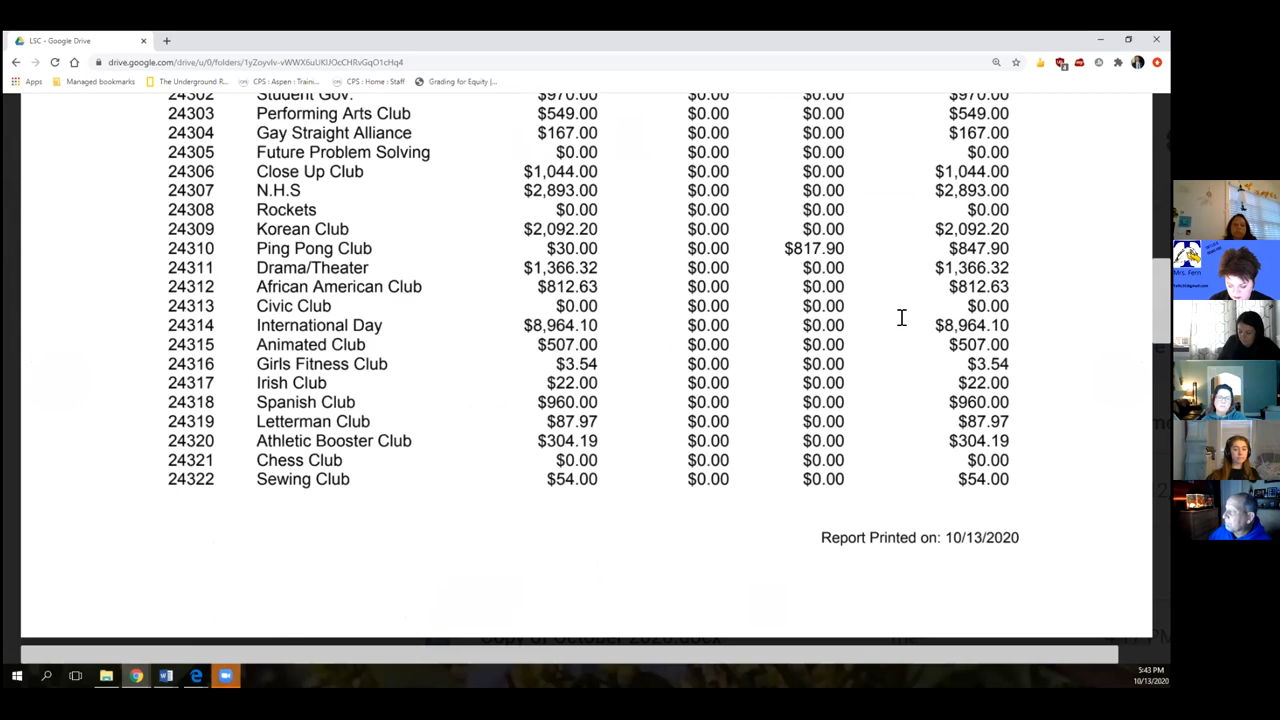 LSC - Google Drive
drive.google.com/drive/u/0/folders/1yZoyvIv-vWWX6uUKlJOcCHRvGqO1cHq4
Apps Managed bookmarks The Underground R... CPS : Aspen : Traini... CPS : Home : Staff Grading for Equity |...
24302 Student Gov. $970.00 $0.00 $0.00 $970.00
24303 Performing Arts Club $549.00 $0.00 $0.00 $549.00
24304 Gay Straight Alliance $167.00 $0.00 $0.00 $167.00
24305 Future Problem Solving $0.00 $0.00 $0.00 $0.00
24306 Close Up Club $1,044.00 $0.00 $0.00 $1,044.00
24307 N.H.S $2,893.00 $0.00 $0.00 $2,893.00
24308 Rockets $0.00 $0.00 $0.00 $0.00
24309 Korean Club $2,092.20 $0.00 $0.00 $2,092.20
24310 Ping Pong Club $30.00 $0.00 $817.90 $847.90
24311 Drama/Theater $1,366.32 $0.00 $0.00 $1,366.32
24312 African American Club $812.63 $0.00 $0.00 $812.63
24313 Civic Club $0.00 $0.00 $0.00 $0.00
24314 International Day $8,964.10 $0.00 $0.00 $8,964.10
24315 Animated Club $507.00 $0.00 $0.00 $507.00
24316 Girls Fitness Club $3.54 $0.00 $0.00 $3.54
24317 Irish Club $22.00 $0.00 $0.00 $22.00
24318 Spanish Club $960.00 $0.00 $0.00 $960.00
24319 Letterman Club $87.97 $0.00 $0.00 $87.97
24320 Athletic Booster Club $304.19 $0.00 $0.00 $304.19
24321 Chess Club $0.00 $0.00 $0.00 $0.00
24322 Sewing Club $54.00 $0.00 $0.00 $54.00
Report Printed on: 10/13/2020
Copy of October 2020.docx me 4:17 PM
5:43 PM
10/13/2020
Mrs. Fern